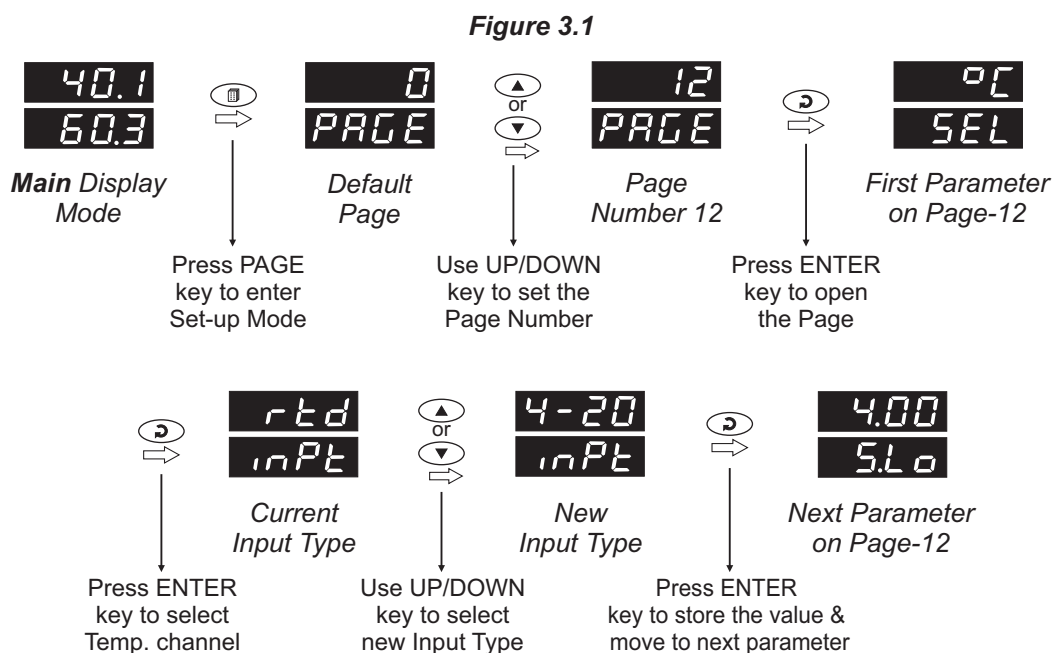 Figure 3.1
40.1
60.3
Main Display
Mode
0
PAGE
Default
Page
or
12
PAGE
Page
Number 12
°C
SEL
First Parameter
on Page-12
Press PAGE
key to enter
Set-up Mode
Use UP/DOWN
key to set the
Page Number
Press ENTER
key to open
the Page
rtd
inPt
Current
Input Type
or
4-20
inPt
New
Input Type
4.00
S.Lo
Next Parameter
on Page-12
Press ENTER
key to select
Temp. channel
Use UP/DOWN
key to select
new Input Type
Press ENTER
key to store the value &
move to next parameter